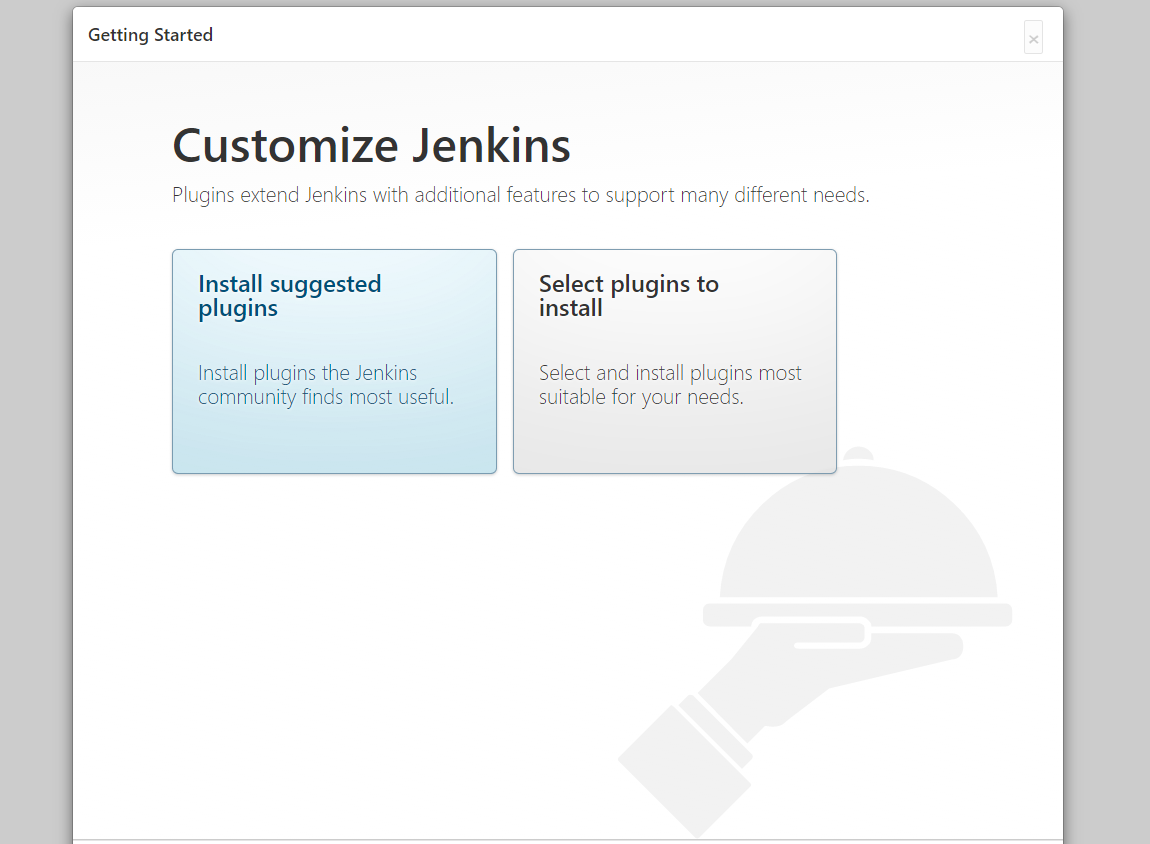 Getting Started
×
Customize Jenkins
Plugins extend Jenkins with additional features to support many different needs.
Install suggested
plugins
Install plugins the Jenkins
community finds most useful.
Select plugins to
install
Select and install plugins most
suitable for your needs.